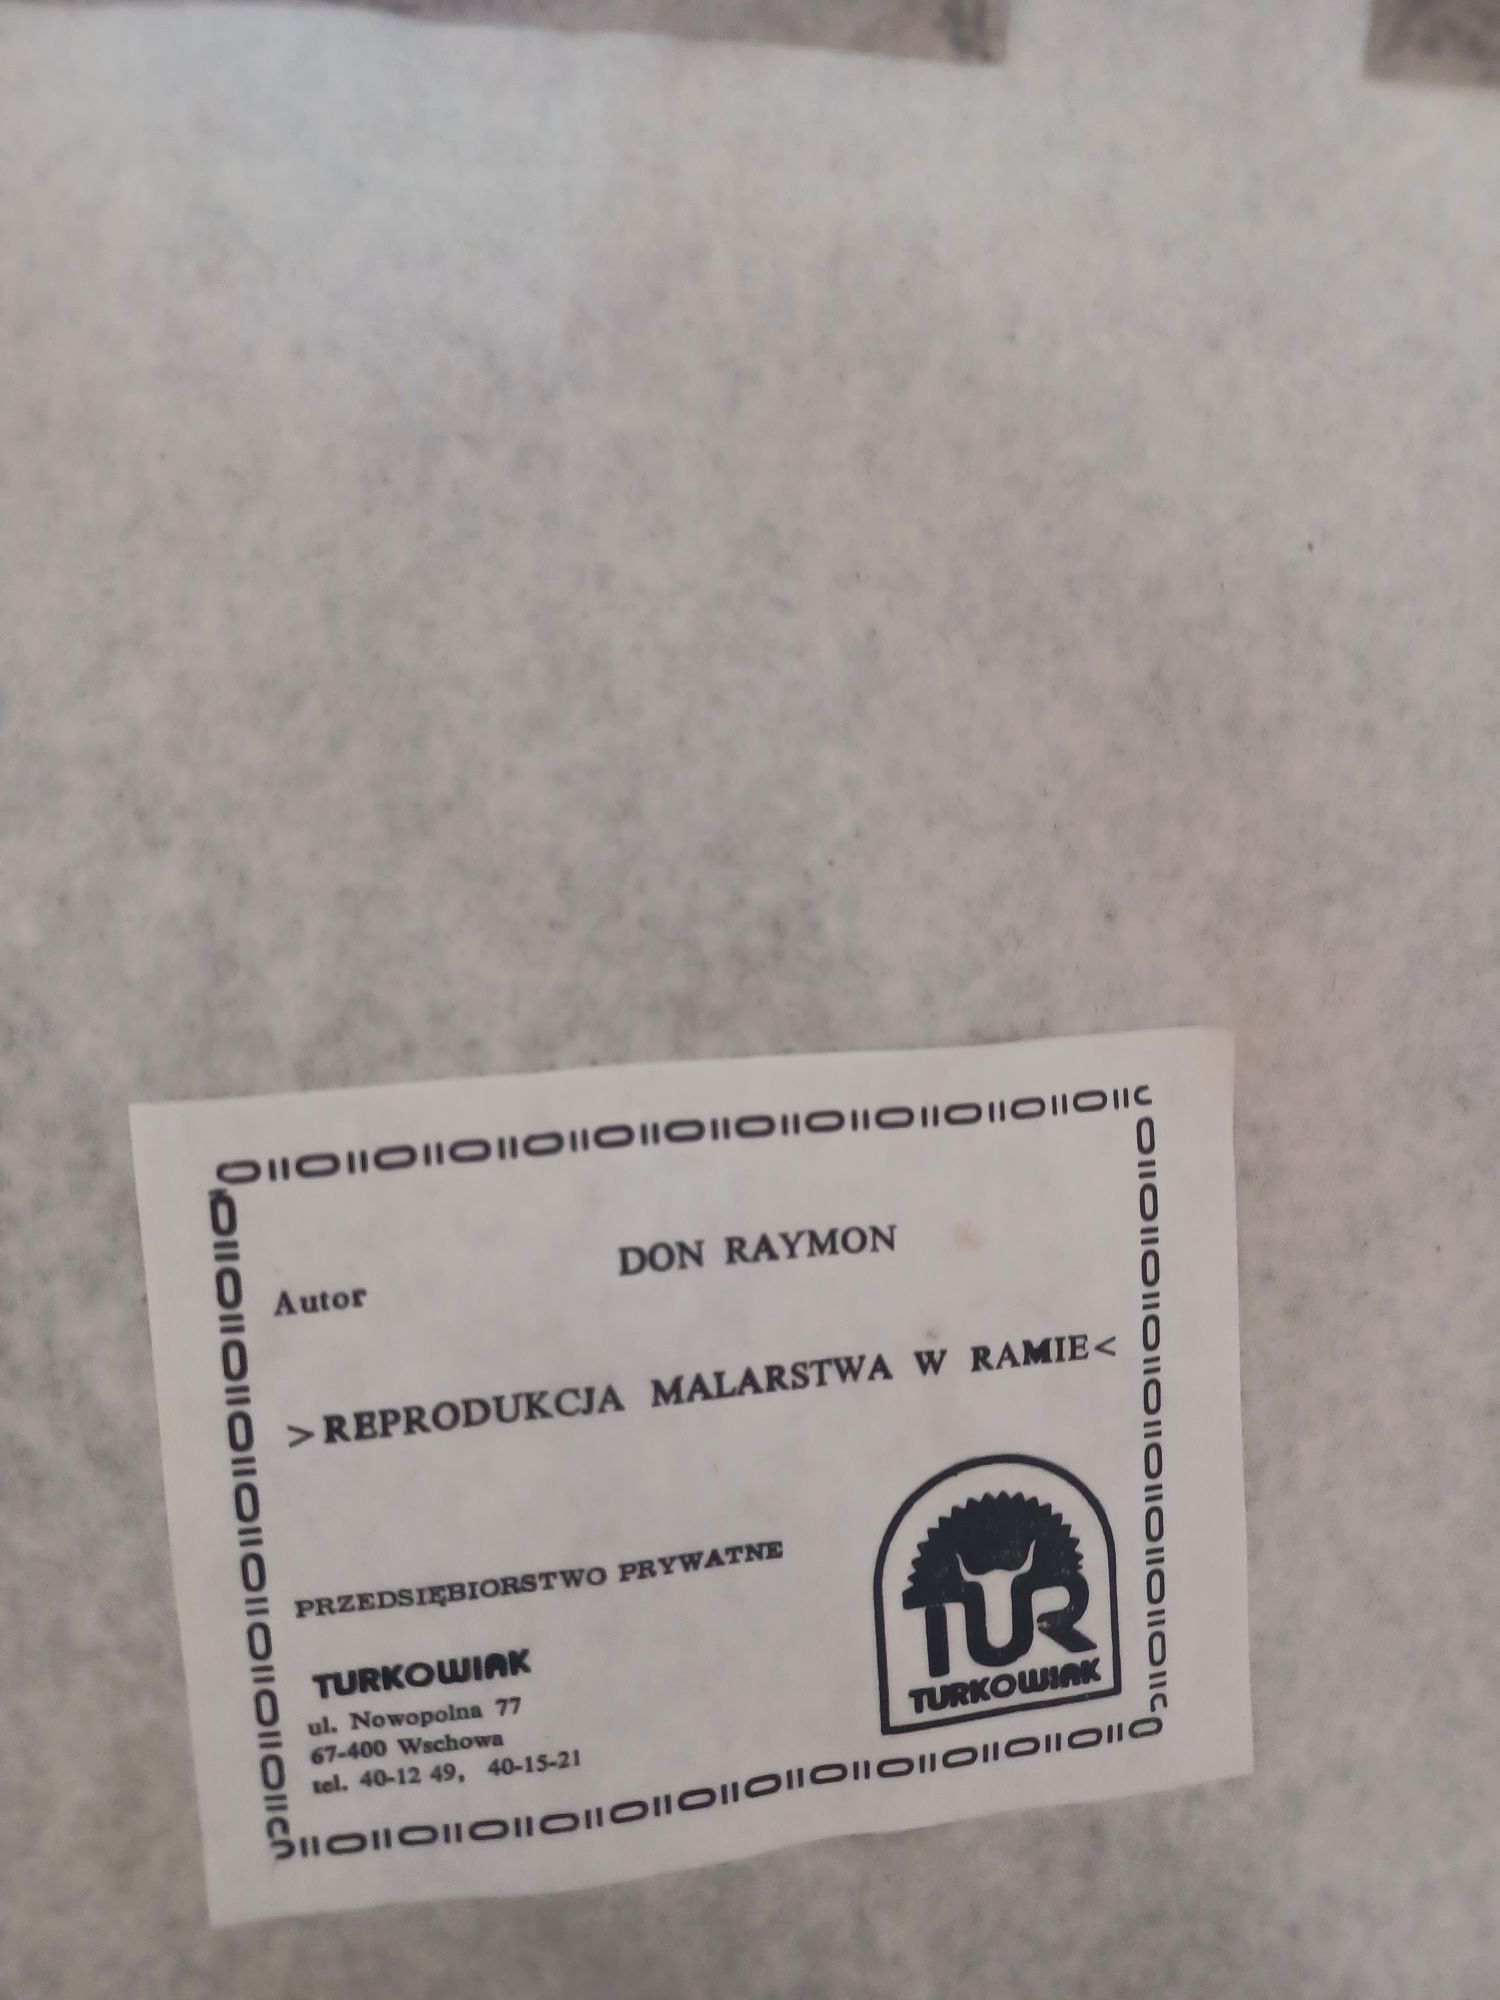 DON RAYMON
Autor
>REPRODUKCJA MALARSTWA W RAMIE<
PRZEDSIĘBIORSTWO PRYWATNE
TURKOWIAK
ul. Nowopolna 77
67-400 Wschowa
tel. 40-12 49, 40-15-21
TUR
TURKOWIAK